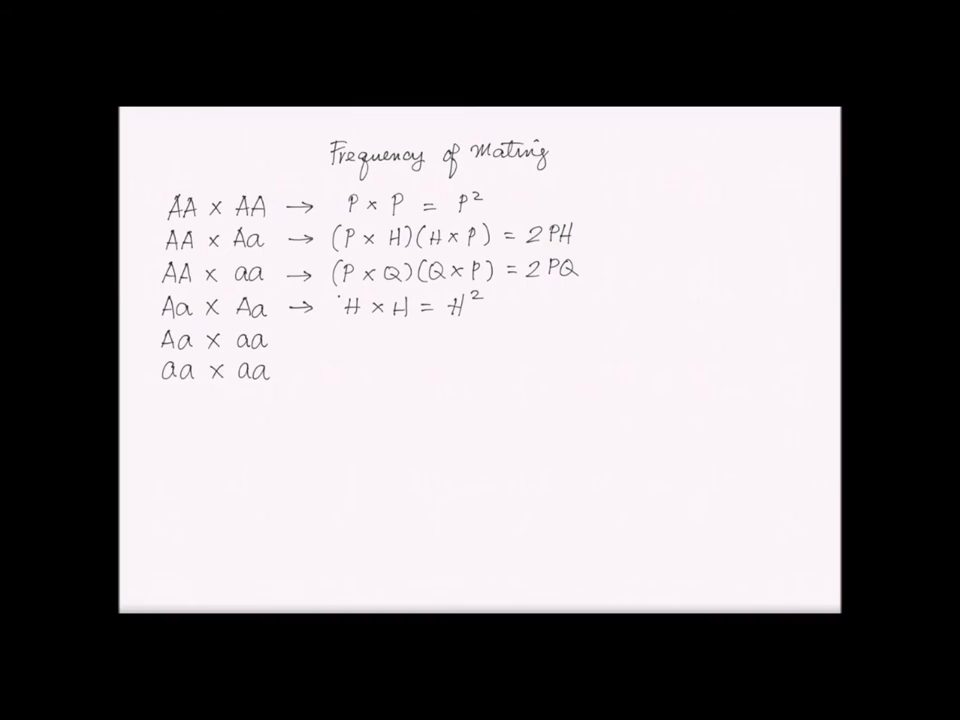 Frequency of Mating
AA x AA → P x P = P²
AA x Aa → (P x H)(H x P) = 2PH
AA x aa → (P x Q)(Q x P) = 2PQ
Aa x Aa → H x H = H²
Aa x aa
aa x aa